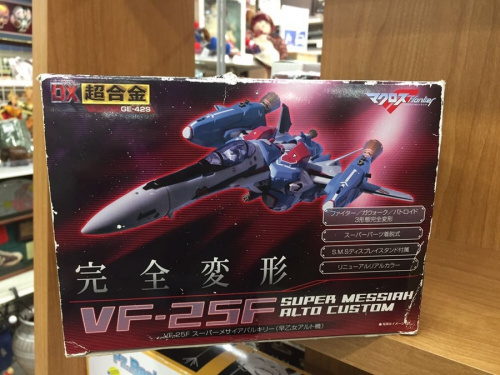 DX 超合金
GE-42S
マクロスF frontier
ファイター/ガウォーク/バトロイド
3形態完全変形
スーパーパーツ着脱式
S.M.Sディスプレイスタンド付属
リニューアルリアルカラー
完全変形
VF-25F SUPER MESSIAH
ALTO CUSTOM
VF-25F スーパーメサイアバルキリー(早乙女アルト機)